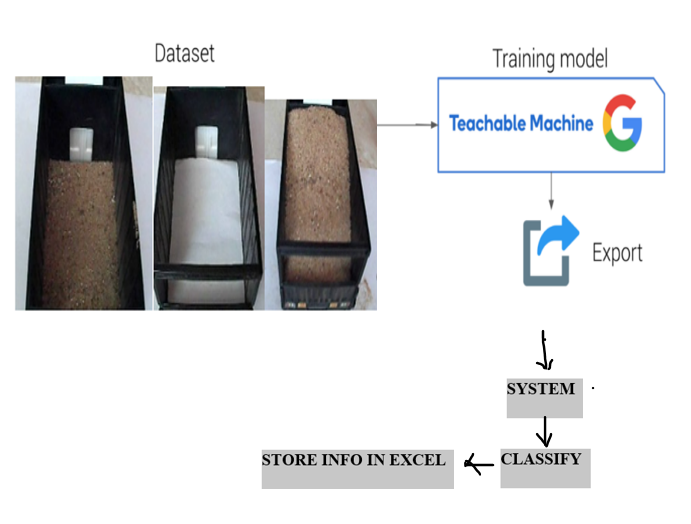 Dataset
Training model
Teachable Machine
Export
SYSTEM
CLASSIFY
STORE INFO IN EXCEL